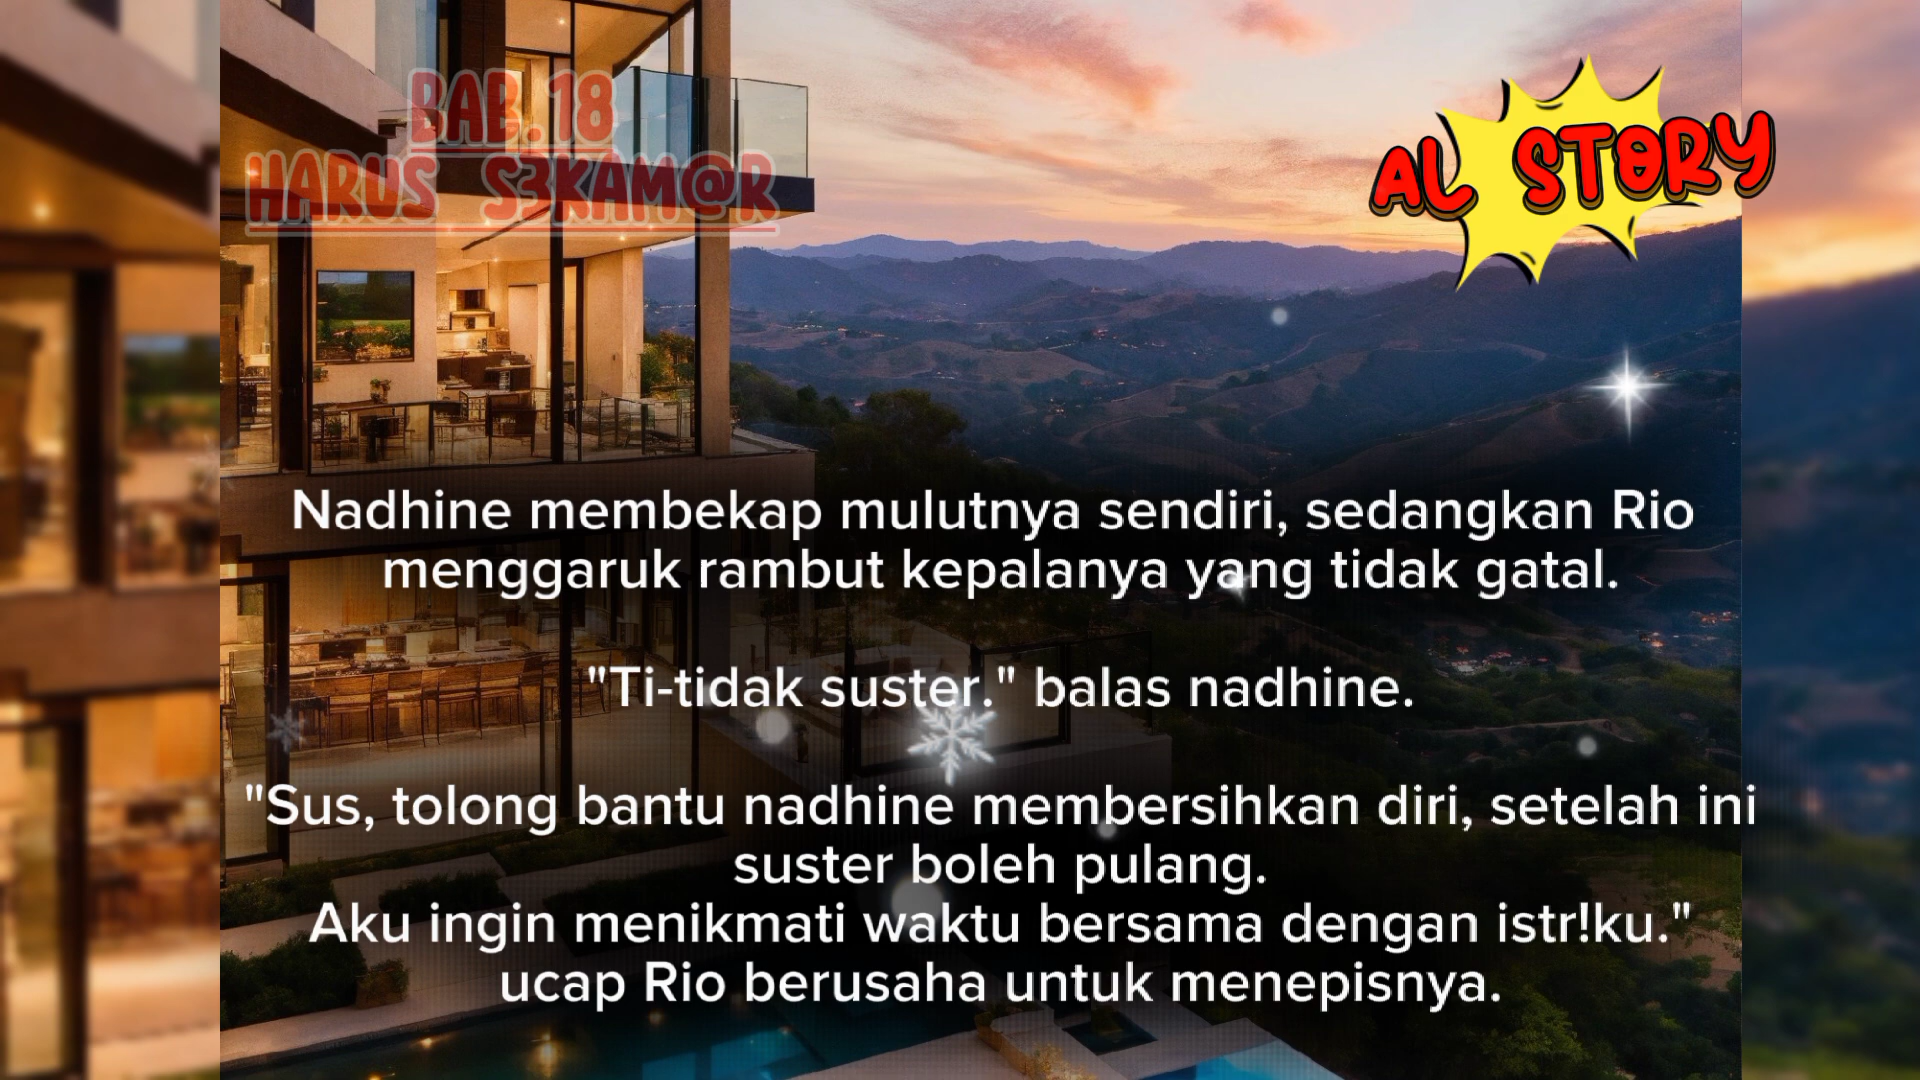 BAB.18
HARUS S3KAM@R
AL STORY
Nadhine membekap mulutnya sendiri, sedangkan Rio
menggaruk rambut kepalanya yang tidak gatal.
"Ti-tidak suster." balas nadhine.
"Sus, tolong bantu nadhine membersihkan diri, setelah ini
suster boleh pulang.
Aku ingin menikmati waktu bersama dengan istr!ku."
ucap Rio berusaha untuk menepisnya.